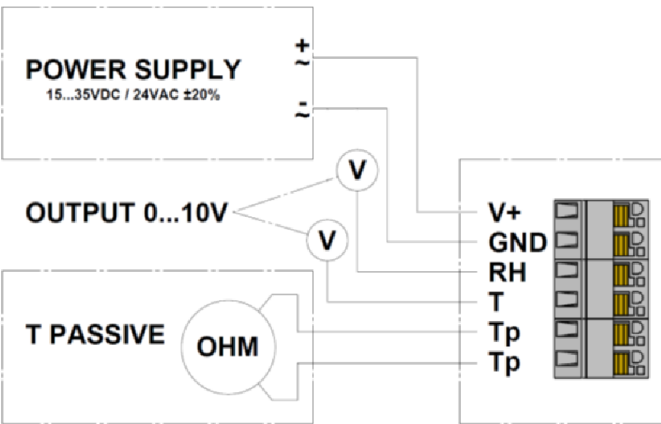 POWER SUPPLY
15...35VDC / 24VAC ±20%
+
~
-
~
V
OUTPUT 0...10V
V
V+
GND
RH
T
Tp
Tp
T PASSIVE
OHM